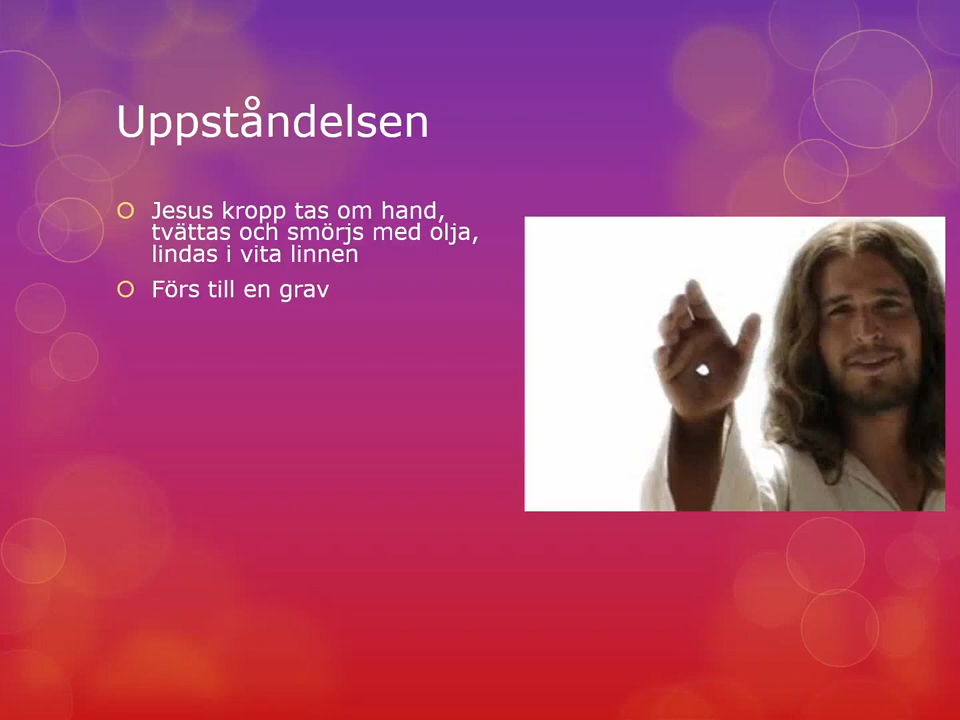 Uppståndelsen
Jesus kropp tas om hand,
tvättas och smörjs med olja,
lindas i vita linnen
Förs till en grav